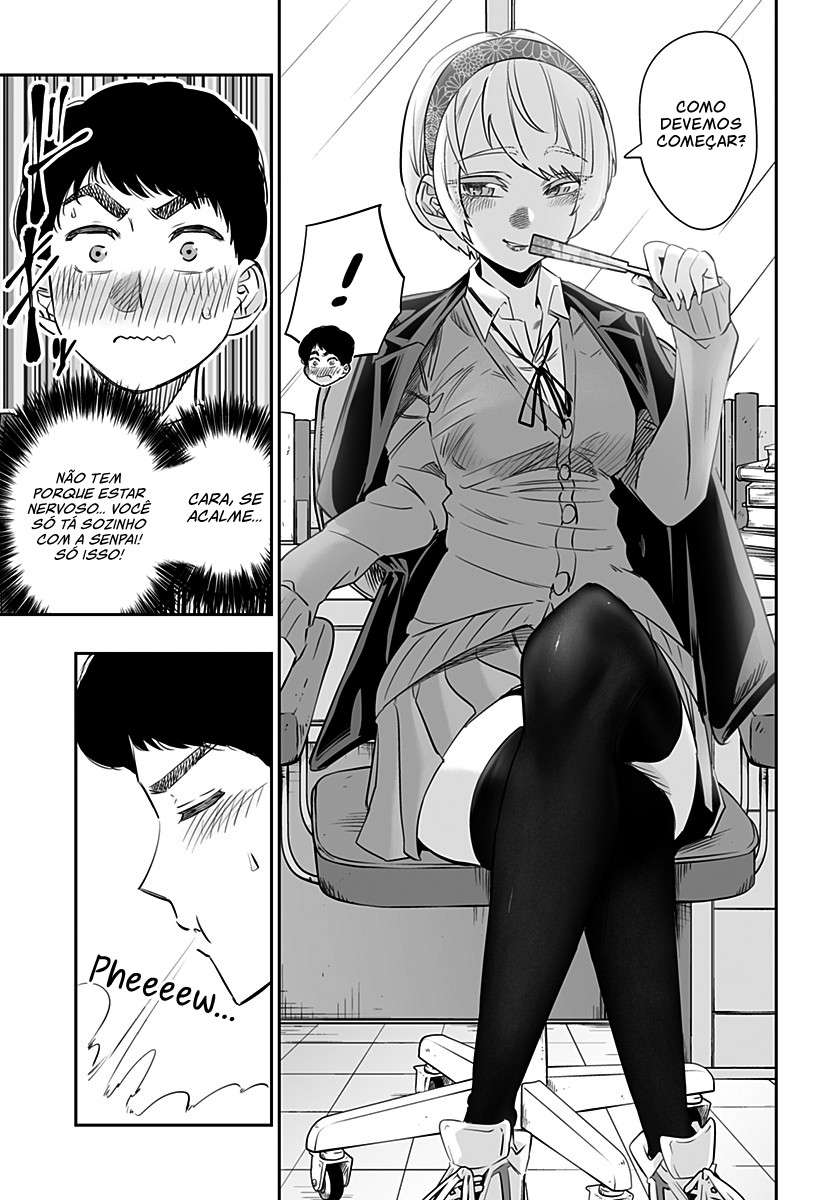 COMO
DEVEMOS
COMEÇAR?
!
CARA, SE
ACALME...
NÃO TEM
PORQUE ESTAR
NERVOSO... VOCÊ
SÓ TÁ SOZINHO
COM A SENPAI!
SÓ ISSO!
Pheeeew...